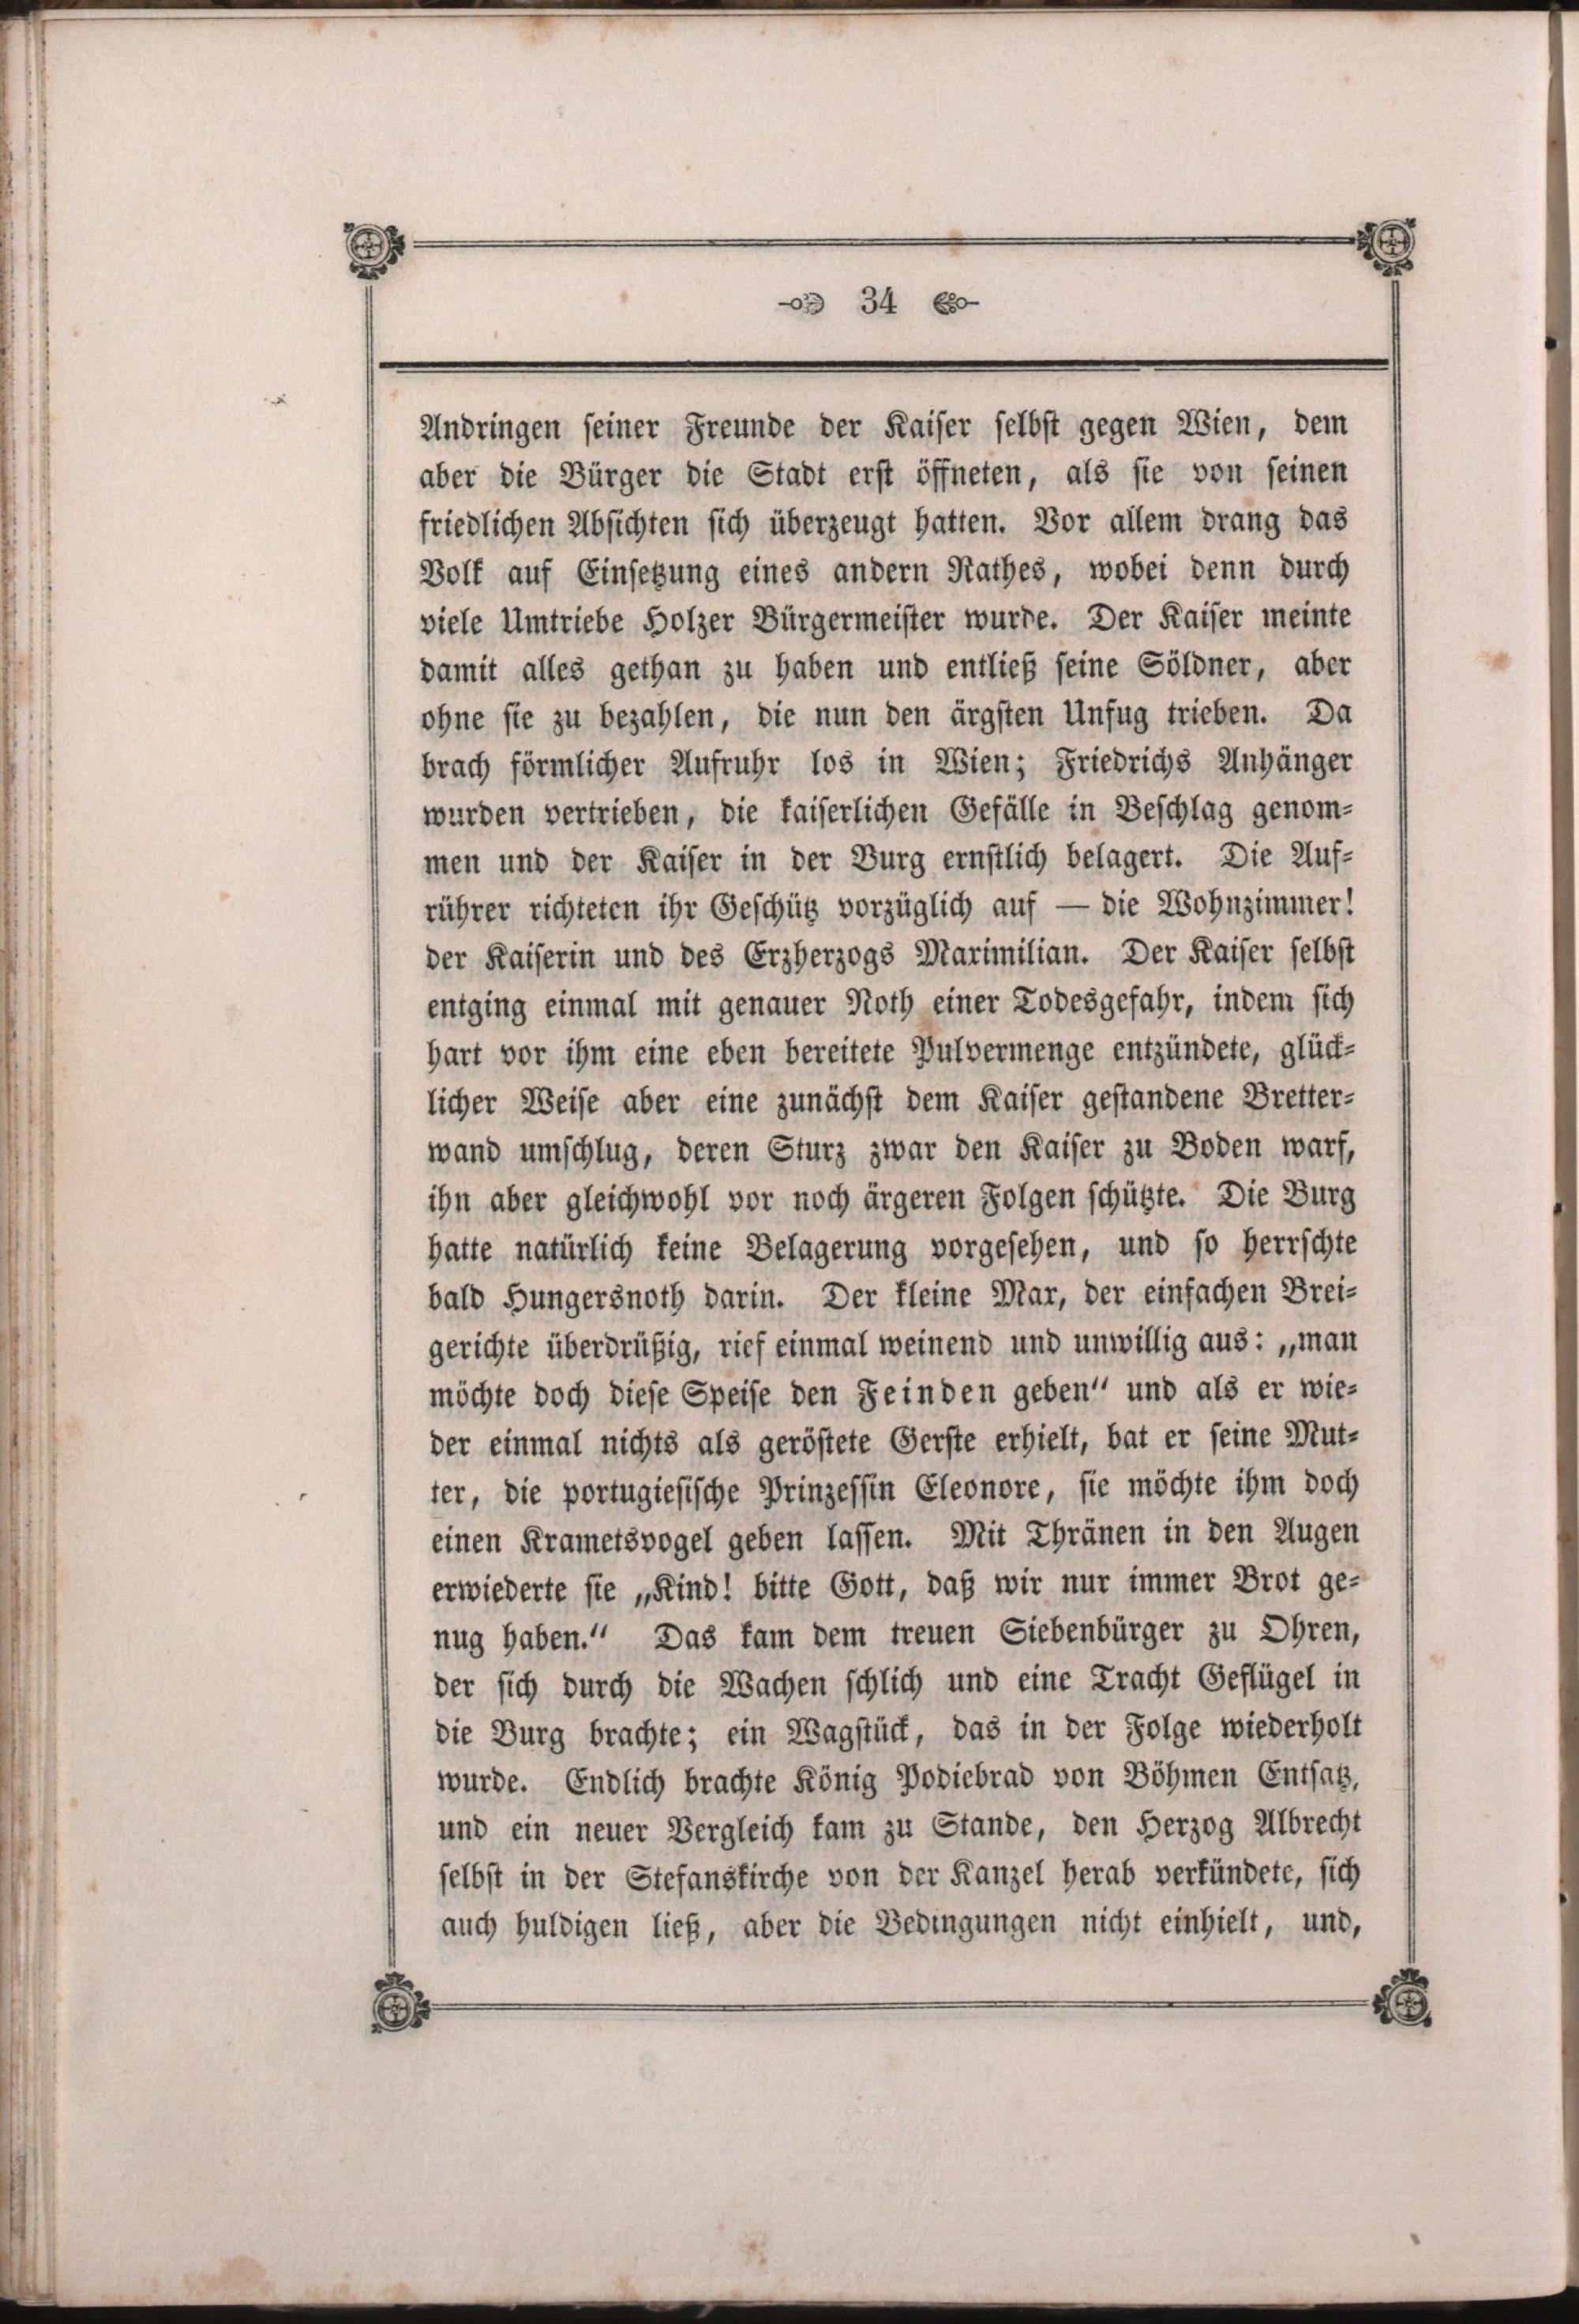 34
Andringen seiner Freunde der Kaiser selbst gegen Wien, dem
aber die Bürger die Stadt erst öffneten, als sie von seinen
friedlichen Absichten sich überzeugt hatten. Vor allem drang das
Volk auf Einsetzung eines andern Rathes, wobei denn durch
viele Umtriebe Holzer Bürgermeister wurde. Der Kaiser meinte
damit alles gethan zu haben und entließ seine Söldner, aber
ohne sie zu bezahlen, die nun den ärgsten Unfug trieben. Da
brach förmlicher Aufruhr los in Wien; Friedrichs Anhänger
wurden vertrieben, die kaiserlichen Gefälle in Beschlag genom-
men und der Kaiser in der Burg ernstlich belagert. Die Auf-
rührer richteten ihr Geschütz vorzüglich auf — die Wohnzimmer!
der Kaiserin und des Erzherzogs Maximilian. Der Kaiser selbst
entging einmal mit genauer Noth einer Todesgefahr, indem sich
hart vor ihm eine eben bereitete Pulvermenge entzündete, glück-
licher Weise aber eine zunächst dem Kaiser gestandene Bretter-
wand umschlug, deren Sturz zwar den Kaiser zu Boden warf,
ihn aber gleichwohl vor noch ärgeren Folgen schützte. Die Burg
hatte natürlich keine Belagerung vorgesehen, und so herrschte
bald Hungersnoth darin. Der kleine Max, der einfachen Brei-
gerichte überdrüßig, rief einmal weinend und unwillig aus: „man
möchte doch diese Speise den Feinden geben“ und als er wie-
der einmal nichts als geröstete Gerste erhielt, bat er seine Mut-
ter, die portugiesische Prinzessin Eleonore, sie möchte ihm doch
einen Krametsvogel geben lassen. Mit Thränen in den Augen
erwiederte sie „Kind! bitte Gott, daß wir nur immer Brot ge-
nug haben.“ Das kam dem treuen Siebenbürger zu Ohren,
der sich durch die Wachen schlich und eine Tracht Geflügel in
die Burg brachte; ein Wagstück, das in der Folge wiederholt
wurde. Endlich brachte König Podiebrad von Böhmen Entsatz,
und ein neuer Vergleich kam zu Stande, den Herzog Albrecht
selbst in der Stefanskirche von der Kanzel herab verkündete, sich
auch huldigen ließ, aber die Bedingungen nicht einhielt, und,